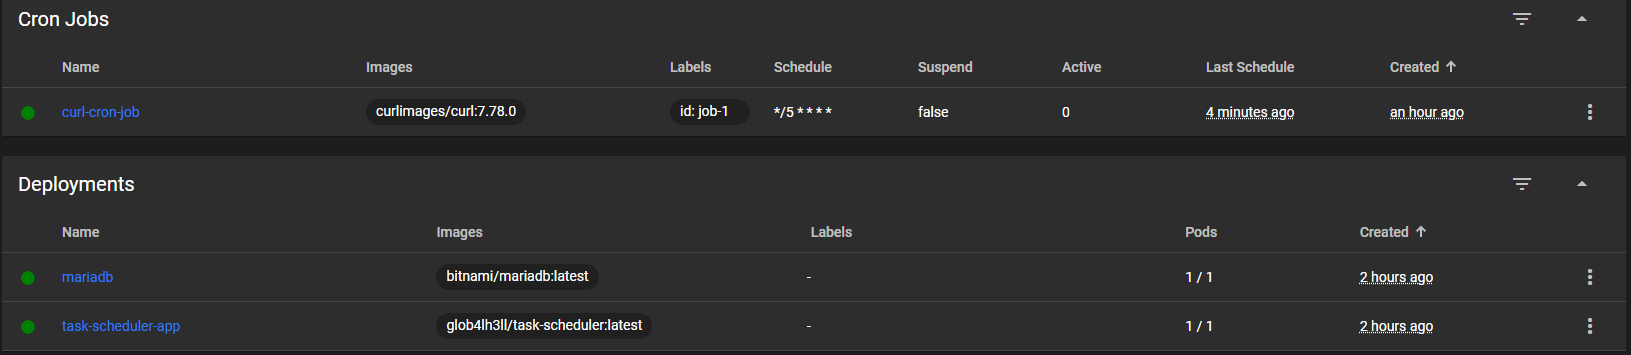 Cron Jobs
Name Images Labels Schedule Suspend Active Last Schedule Created
curl-cron-job curlimages/curl:7.78.0 id: job-1 */5 * * * * false 0 4 minutes ago an hour ago
Deployments
Name Images Labels Pods Created
mariadb bitnami/mariadb:latest - 1 / 1 2 hours ago
task-scheduler-app glob4lh3ll/task-scheduler:latest - 1 / 1 2 hours ago